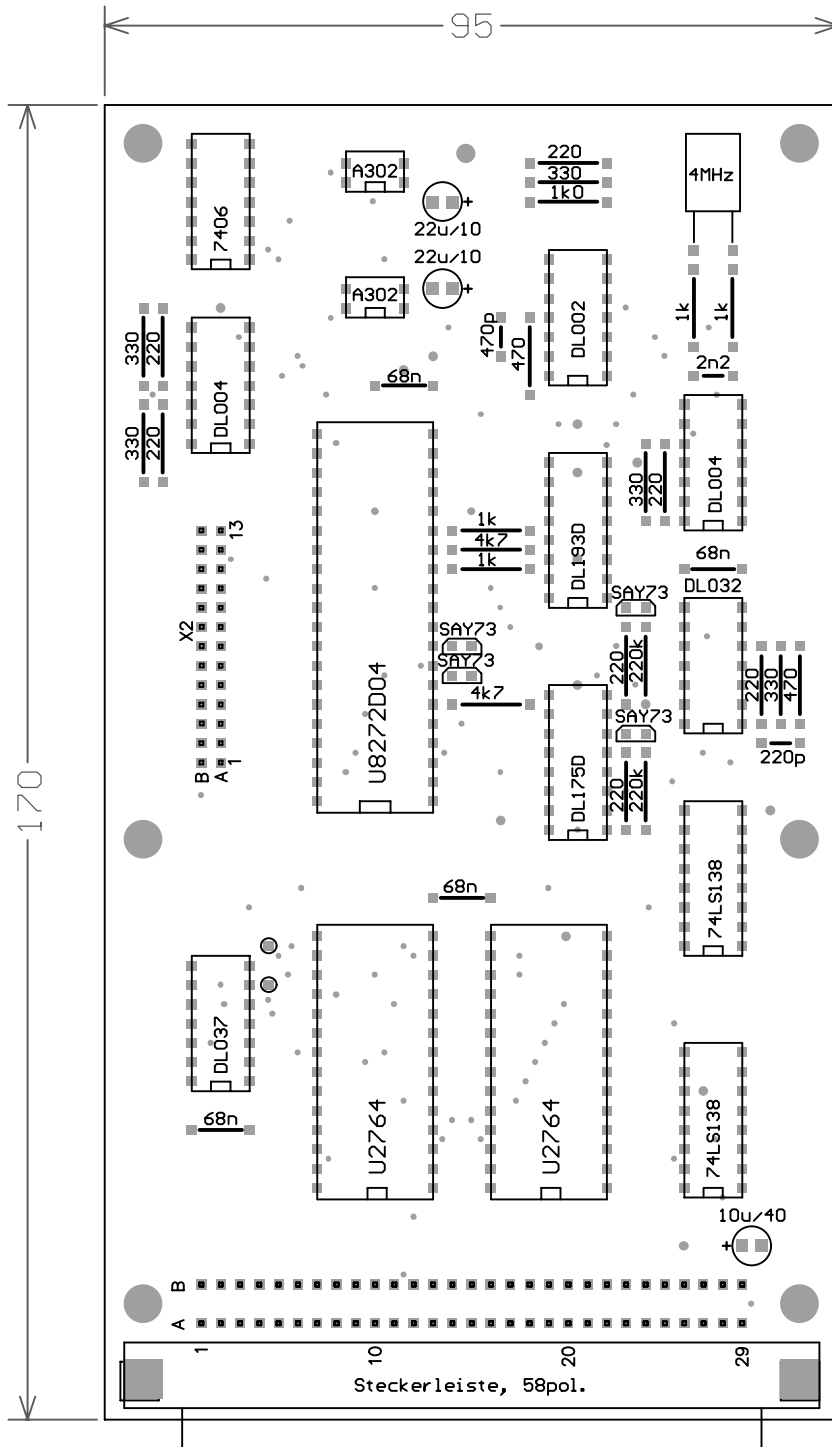 95
170
7406
A302
22u/10
22u/10
A302
220
330
1k0
4MHz
1k
1k
2n2
470p
470
DL002
330
220
330
220
DL004
68n
DL004
330
220
68n
DL032
1k
4k7
1k
DL193D
SAY73
SAY73
SAY73
4k7
220
220k
SAY73
220
220k
220
330
470
220p
U8272D04
DL175D
13
X2
B
A
1
68n
74LS138
DL037
68n
U2764
U2764
74LS138
10u/40
B
A
1
10
20
29
Steckerleiste, 58pol.